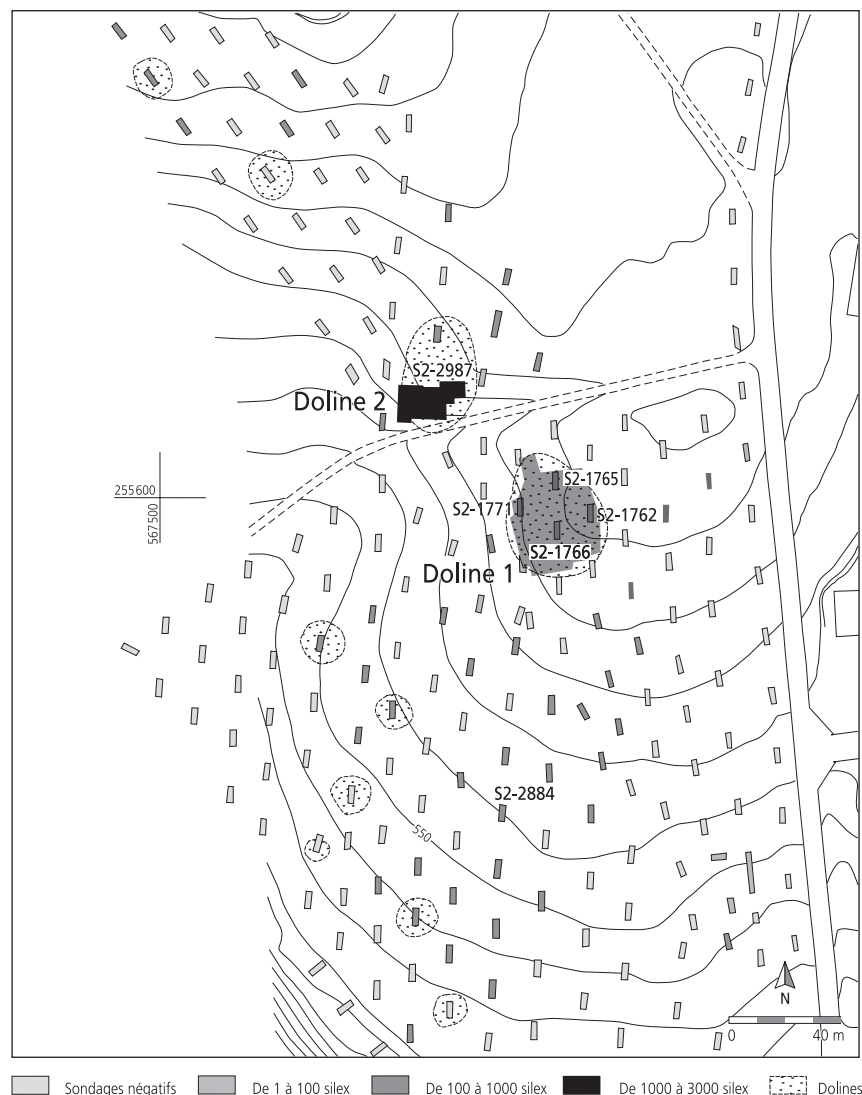 S2-2987
Doline 2
S2-1765
255600
567500
S2-1771
S2-1762
S2-1766
Doline 1
S2-2884
550
N
0 40 m
Sondages négatifs De 1 à 100 silex De 100 à 1000 silex De 1000 à 3000 silex Dolines